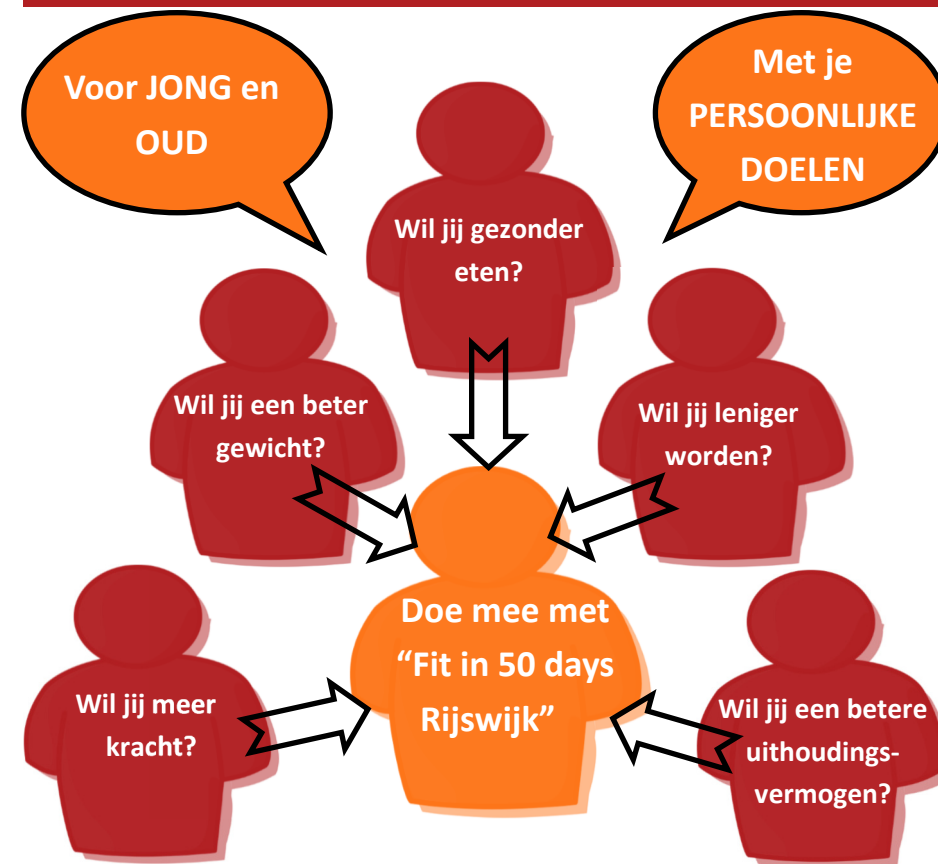 Voor JONG en
OUD
Met je
PERSOONLIJKE
DOELEN
Wil jij gezonder
eten?
Wil jij een beter
gewicht?
Wil jij leniger
worden?
Doe mee met
“Fit in 50 days
Rijswijk”
Wil jij meer
kracht?
Wil jij een betere
uithoudings-
vermogen?